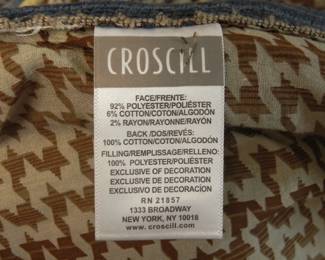 CROSCILL
FACE/FRENTE:
92% POLYESTER/POLIÉSTER
6% COTTON/COTON/ALGODÓN
2% RAYON/RAYONNE/RAYÓN
BACK /DOS/REVÉS:
100% COTTON/COTON/ALGODÓN
FILLING/REMPLISSAGE/RELLENO:
100% POLYESTER/POLIÉSTER
EXCLUSIVE OF DECORATION
EXCLUSIVE DE DECORATION
EXCLUSIVO DE DECORACÍON
RN 21857
1333 BROADWAY
NEW YORK, NY 10018
www.croscill.com